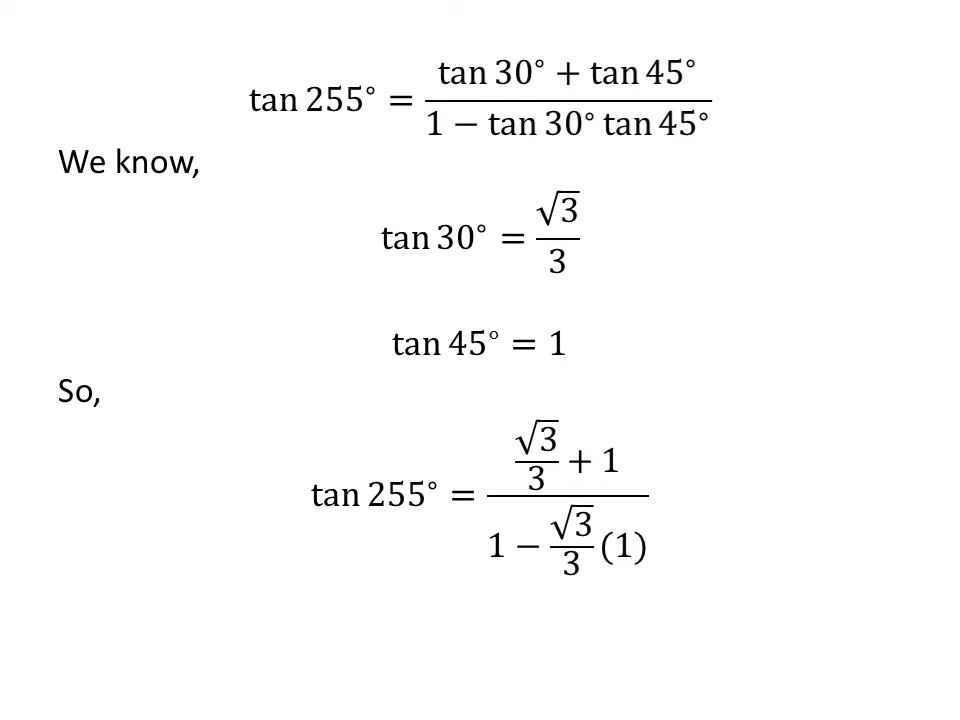 tan 255° = (tan 30° + tan 45°) / (1 − tan 30° tan 45°)
We know,
tan 30° = √3 / 3
tan 45° = 1
So,
tan 255° = (√3/3 + 1) / (1 − √3/3 (1))